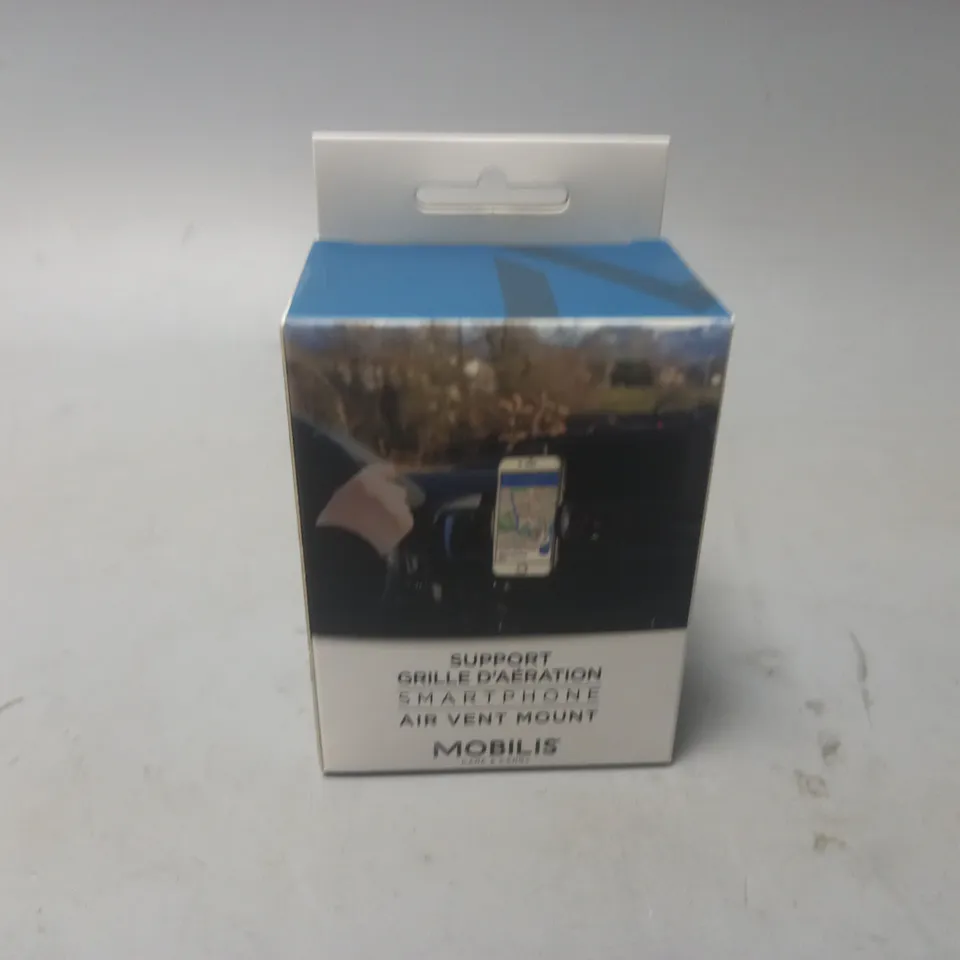 SUPPORT
GRILLE D'AÉRATION
SMARTPHONE
AIR VENT MOUNT
MOBILIS